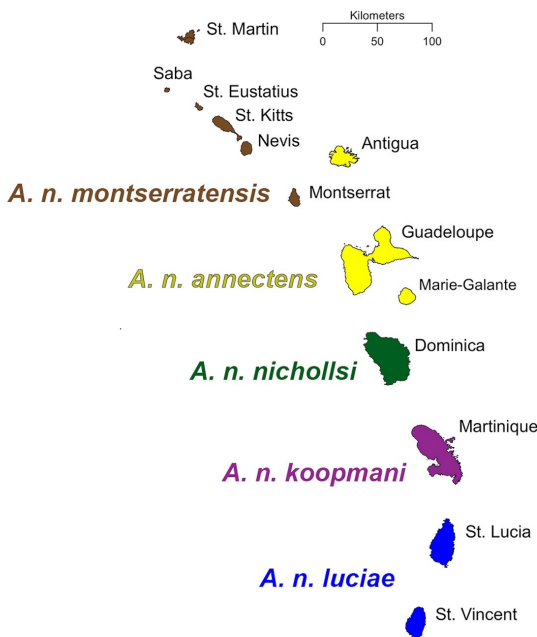 St. Martin
Kilometers
0 50 100
Saba
St. Eustatius
St. Kitts
Nevis
Antigua
A. n. montserratensis
Montserrat
Guadeloupe
A. n. annectens
Marie-Galante
Dominica
A. n. nichollsi
Martinique
A. n. koopmani
St. Lucia
A. n. luciae
St. Vincent